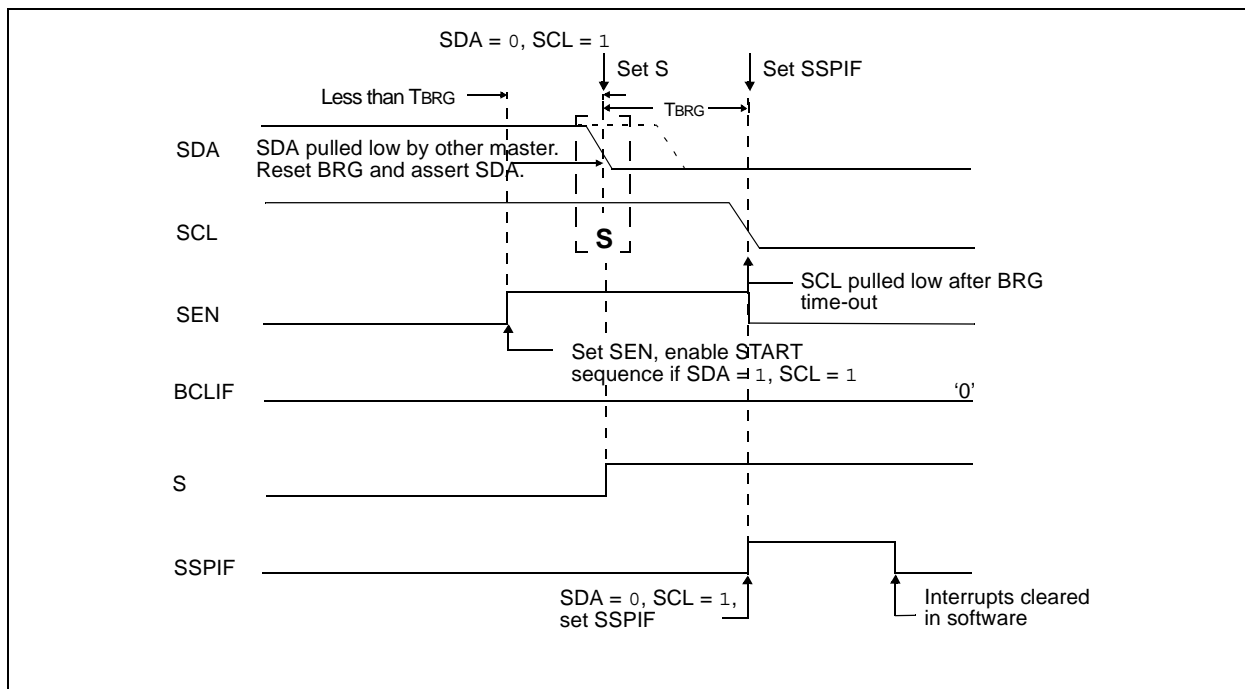 SDA = 0, SCL = 1
Set S
Set SSPIF
Less than TBRG
TBRG
SDA
SDA pulled low by other master.
Reset BRG and assert SDA.
SCL
S
SCL pulled low after BRG
time-out
SEN
Set SEN, enable START
sequence if SDA = 1, SCL = 1
BCLIF
‘0’
S
SSPIF
SDA = 0, SCL = 1,
set SSPIF
Interrupts cleared
in software